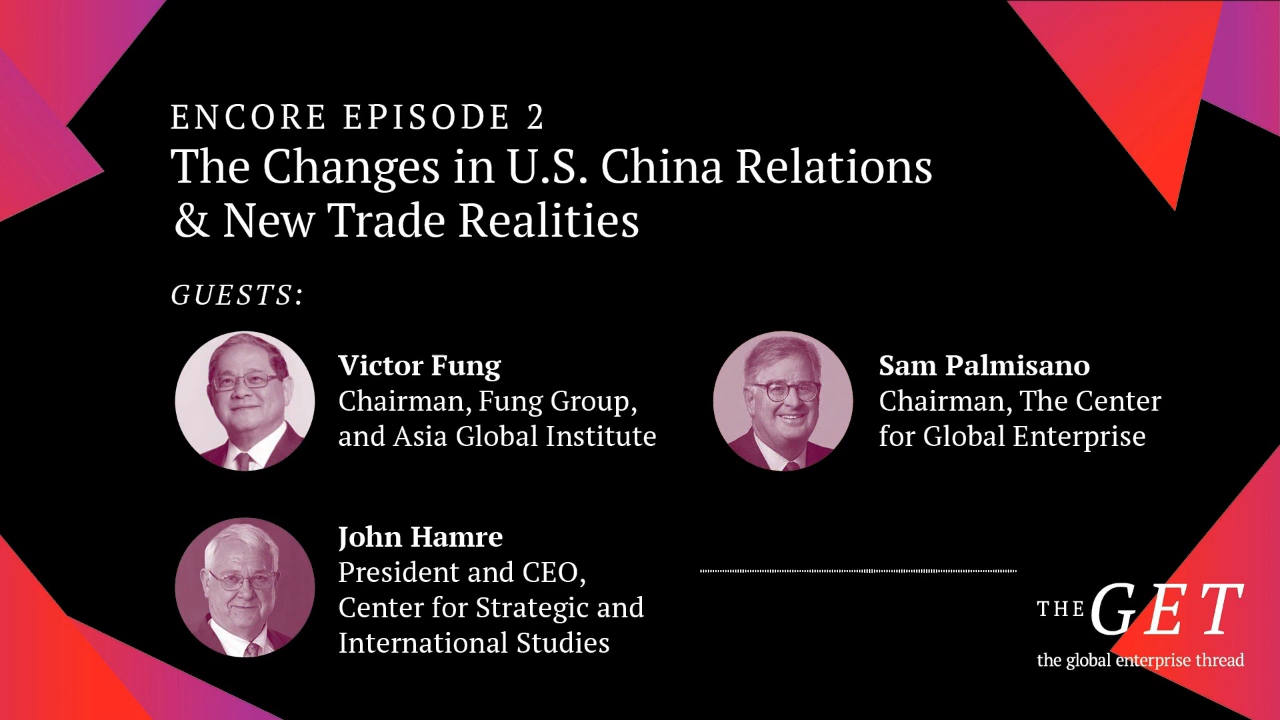 ENCORE EPISODE 2
The Changes in U.S. China Relations
& New Trade Realities
GUESTS:
Victor Fung
Chairman, Fung Group,
and Asia Global Institute
Sam Palmisano
Chairman, The Center
for Global Enterprise
John Hamre
President and CEO,
Center for Strategic and
International Studies
THE GET
the global enterprise thread